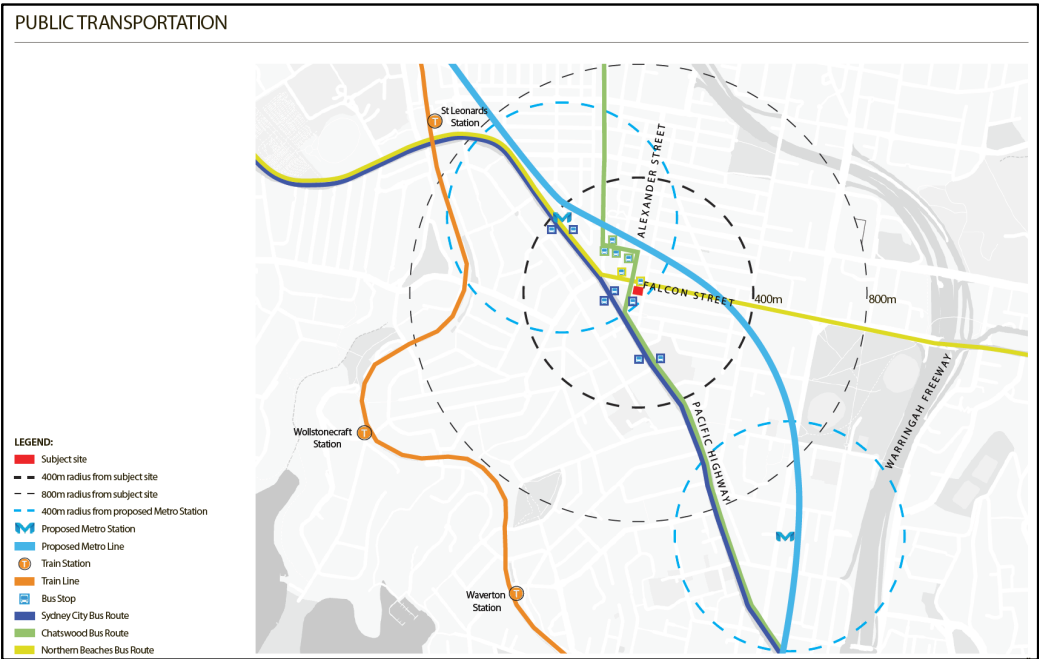 PUBLIC TRANSPORTATION
St Leonards
Station
ALEXANDER STREET
FALCON STREET
400m
800m
WARRINGAH FREEWAY
PACIFIC HIGHWAY
Wollstonecraft
Station
Waverton
Station
LEGEND:
Subject site
400m radius from subject site
800m radius from subject site
400m radius from proposed Metro Station
Proposed Metro Station
Proposed Metro Line
Train Station
Train Line
Bus Stop
Sydney City Bus Route
Chatswood Bus Route
Northern Beaches Bus Route